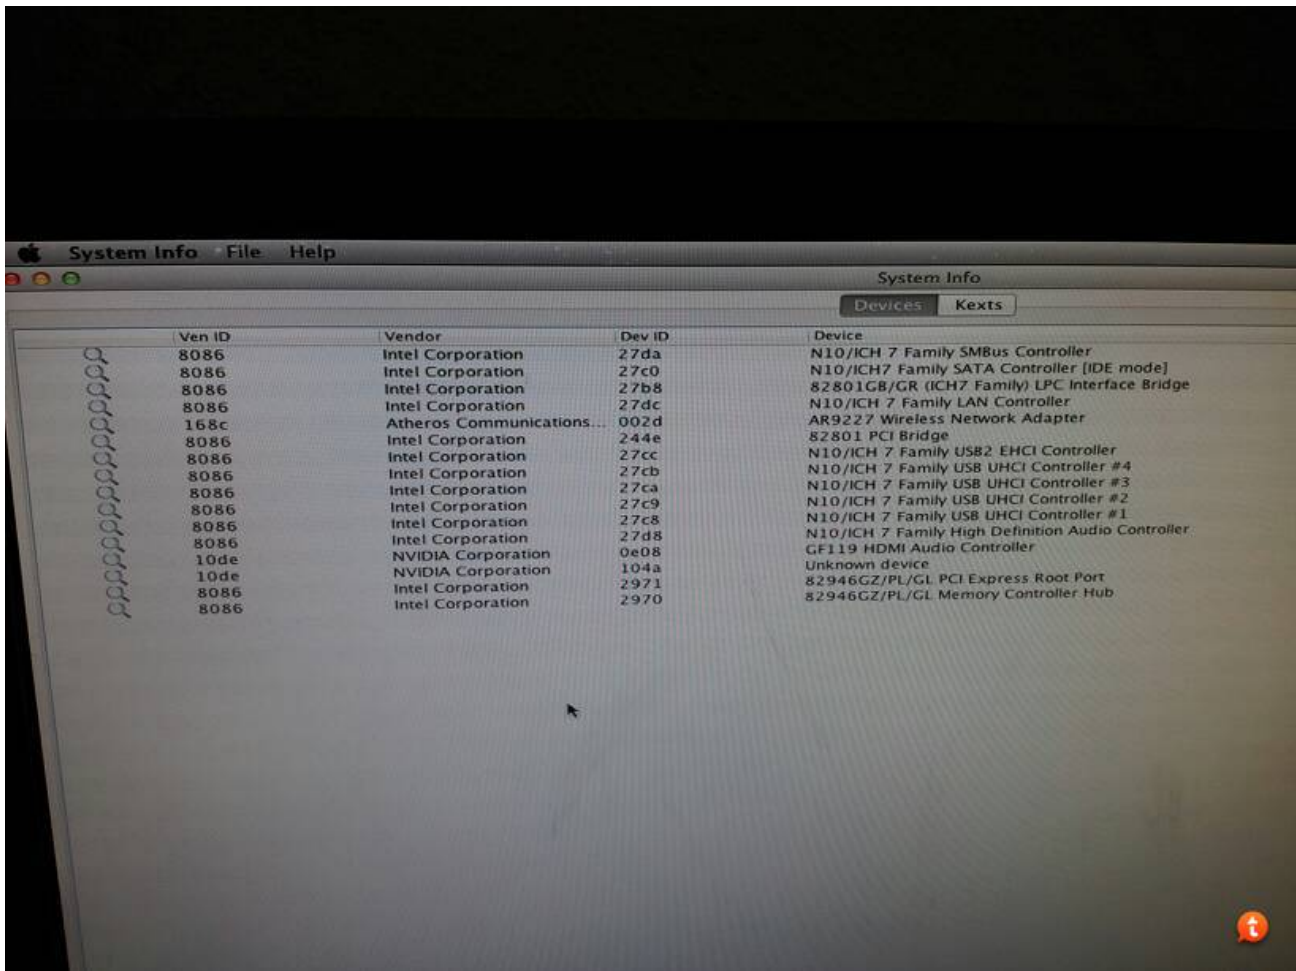 System Info File Help
System Info
Devices Kexts
Ven ID Vendor Dev ID Device
8086 Intel Corporation 27da N10/ICH 7 Family SMBus Controller
8086 Intel Corporation 27c0 N10/ICH7 Family SATA Controller [IDE mode]
8086 Intel Corporation 27b8 82801GB/GR (ICH7 Family) LPC Interface Bridge
8086 Intel Corporation 27dc N10/ICH 7 Family LAN Controller
168c Atheros Communications... 002d AR9227 Wireless Network Adapter
8086 Intel Corporation 244e 82801 PCI Bridge
8086 Intel Corporation 27cc N10/ICH 7 Family USB2 EHCI Controller
8086 Intel Corporation 27cb N10/ICH 7 Family USB UHCI Controller #4
8086 Intel Corporation 27ca N10/ICH 7 Family USB UHCI Controller #3
8086 Intel Corporation 27c9 N10/ICH 7 Family USB UHCI Controller #2
8086 Intel Corporation 27c8 N10/ICH 7 Family USB UHCI Controller #1
8086 Intel Corporation 27d8 N10/ICH 7 Family High Definition Audio Controller
10de NVIDIA Corporation 0e08 GF119 HDMI Audio Controller
10de NVIDIA Corporation 104a Unknown device
8086 Intel Corporation 2971 82946GZ/PL/GL PCI Express Root Port
8086 Intel Corporation 2970 82946GZ/PL/GL Memory Controller Hub
t